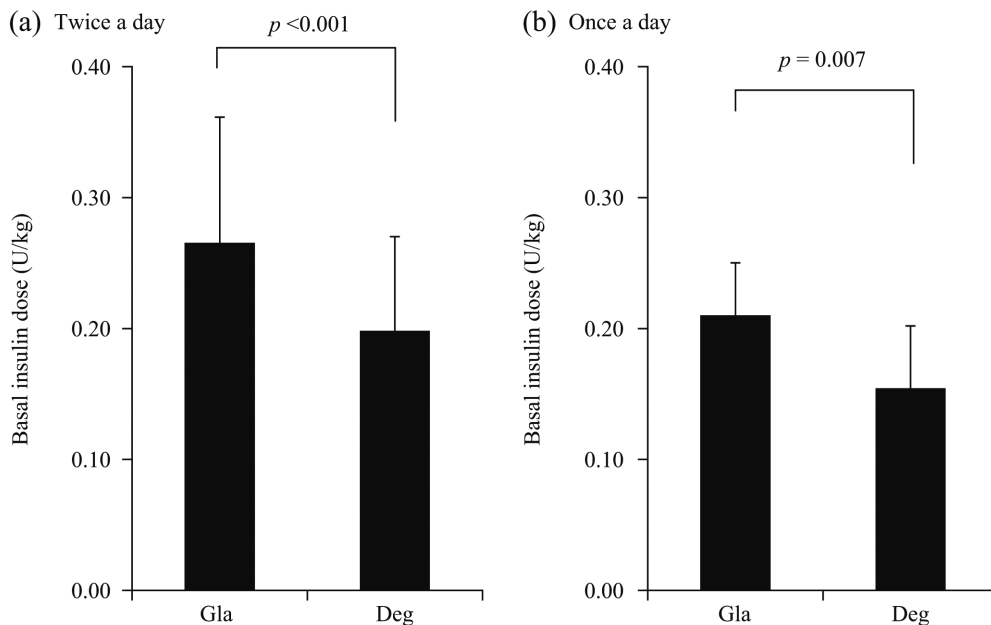 (a) Twice a day
p <0.001
0.40
0.30
0.20
0.10
0.00
Basal insulin dose (U/kg)
Gla Deg
(b) Once a day
p = 0.007
0.40
0.30
0.20
0.10
0.00
Basal insulin dose (U/kg)
Gla Deg